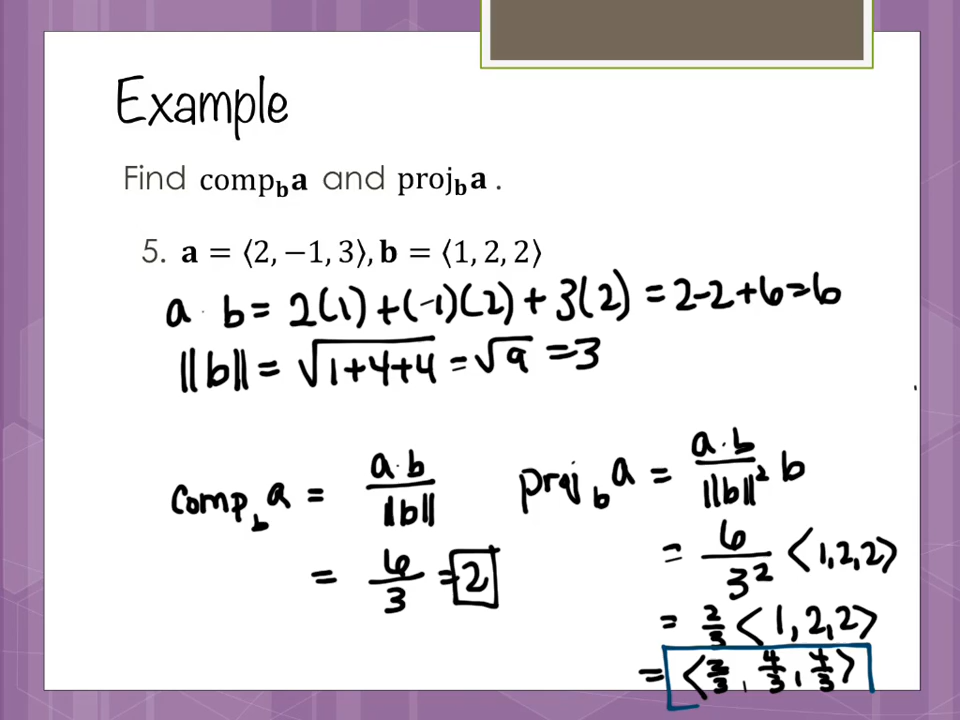 Example
Find comp_b a and proj_b a .
5. a = ⟨2, −1, 3⟩, b = ⟨1, 2, 2⟩
a · b = 2(1) + (-1)(2) + 3(2) = 2-2+6=6
||b|| = √(1+4+4) = √9 = 3
comp_b a = (a·b)/||b||
= 6/3 = 2
proj_b a = (a·b)/||b||² b
= 6/3² <1,2,2>
= 2/3 <1,2,2>
= <2/3, 4/3, 4/3>